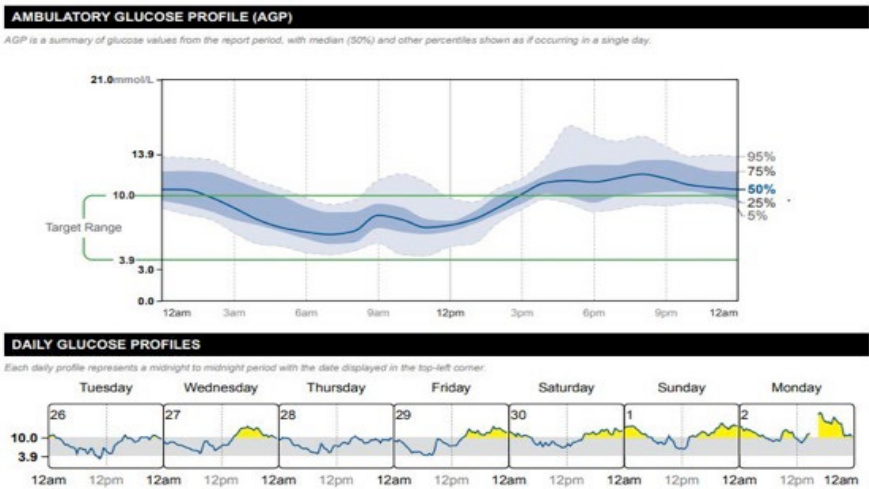 AMBULATORY GLUCOSE PROFILE (AGP)
AGP is a summary of glucose values from the report period, with median (50%) and other percentiles shown as if occurring in a single day.
21.0 mmol/L
13.9
95%
75%
50%
25%
5%
10.0
Target Range
3.9
3.0
0.0
12am 3am 6am 9am 12pm 3pm 6pm 9pm 12am
DAILY GLUCOSE PROFILES
Each daily profile represents a midnight to midnight period with the date displayed in the top-left corner.
Tuesday Wednesday Thursday Friday Saturday Sunday Monday
26 27 28 29 30 1 2
10.0
3.9
12am 12pm 12am 12pm 12am 12pm 12am 12pm 12am 12pm 12am 12pm 12am 12pm 12am